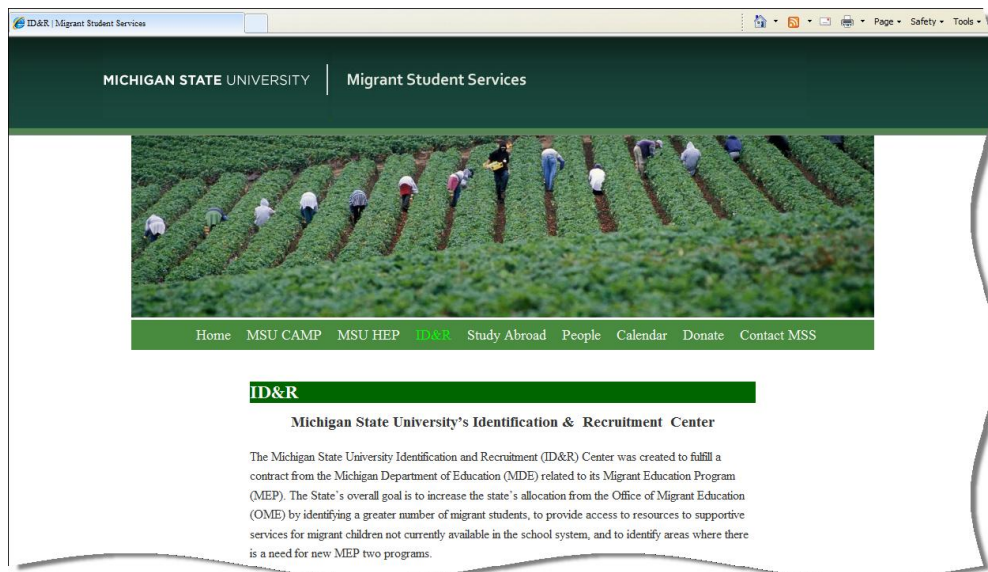 ID&R | Migrant Student Services
Page Safety Tools
MICHIGAN STATE UNIVERSITY Migrant Student Services
Home MSU CAMP MSU HEP ID&R Study Abroad People Calendar Donate Contact MSS
ID&R
Michigan State University’s Identification & Recruitment Center
The Michigan State University Identification and Recruitment (ID&R) Center was created to fulfill a
contract from the Michigan Department of Education (MDE) related to its Migrant Education Program
(MEP). The State`s overall goal is to increase the state`s allocation from the Office of Migrant Education
(OME) by identifying a greater number of migrant students, to provide access to resources to supportive
services for migrant children not currently available in the school system, and to identify areas where there
is a need for new MEP two programs.